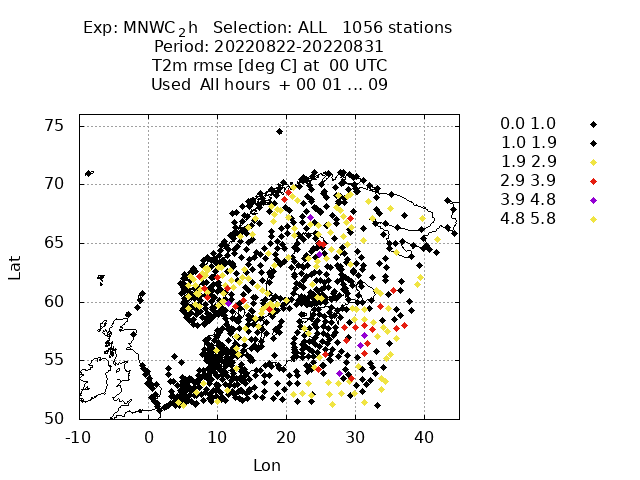 Exp: MNWC_2h Selection: ALL 1056 stations
Period: 20220822-20220831
T2m rmse [deg C] at 00 UTC
Used All hours + 00 01 ... 09
0.0 1.0
1.0 1.9
1.9 2.9
2.9 3.9
3.9 4.8
4.8 5.8
75
70
65
60
55
50
Lat
-10 0 10 20 30 40
Lon